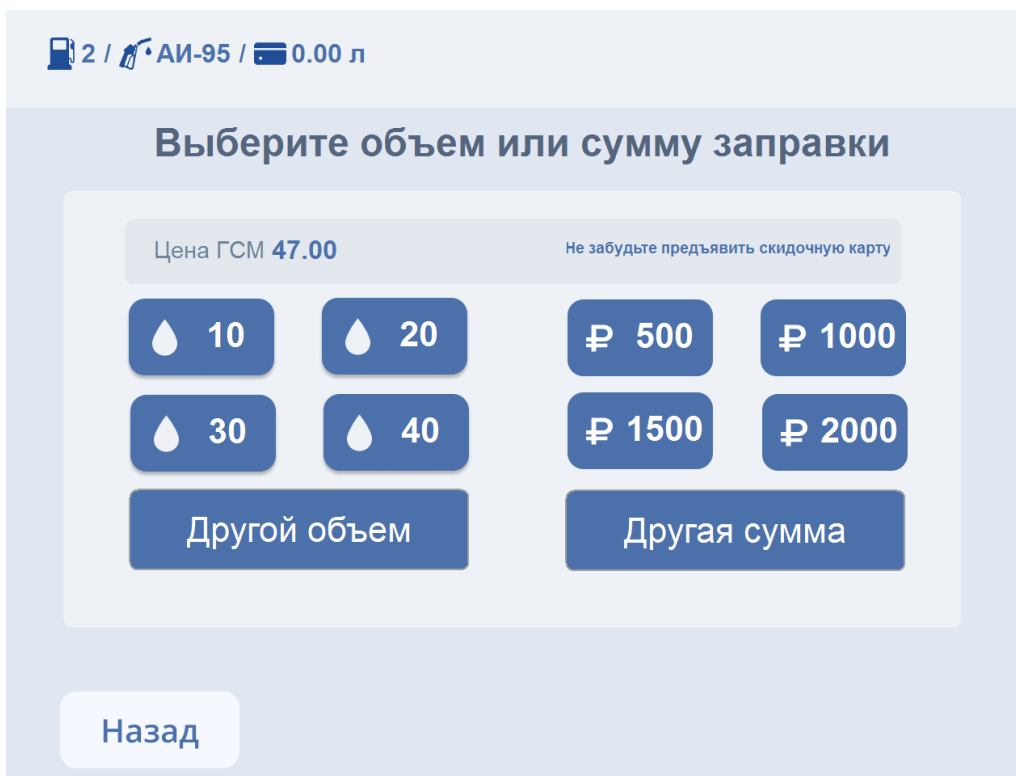 2 / АИ-95 / 0.00 л
Выберите объем или сумму заправки
Цена ГСМ 47.00 Не забудьте предъявить скидочную карту
10 20 ₽ 500 ₽ 1000
30 40 ₽ 1500 ₽ 2000
Другой объем Другая сумма
Назад